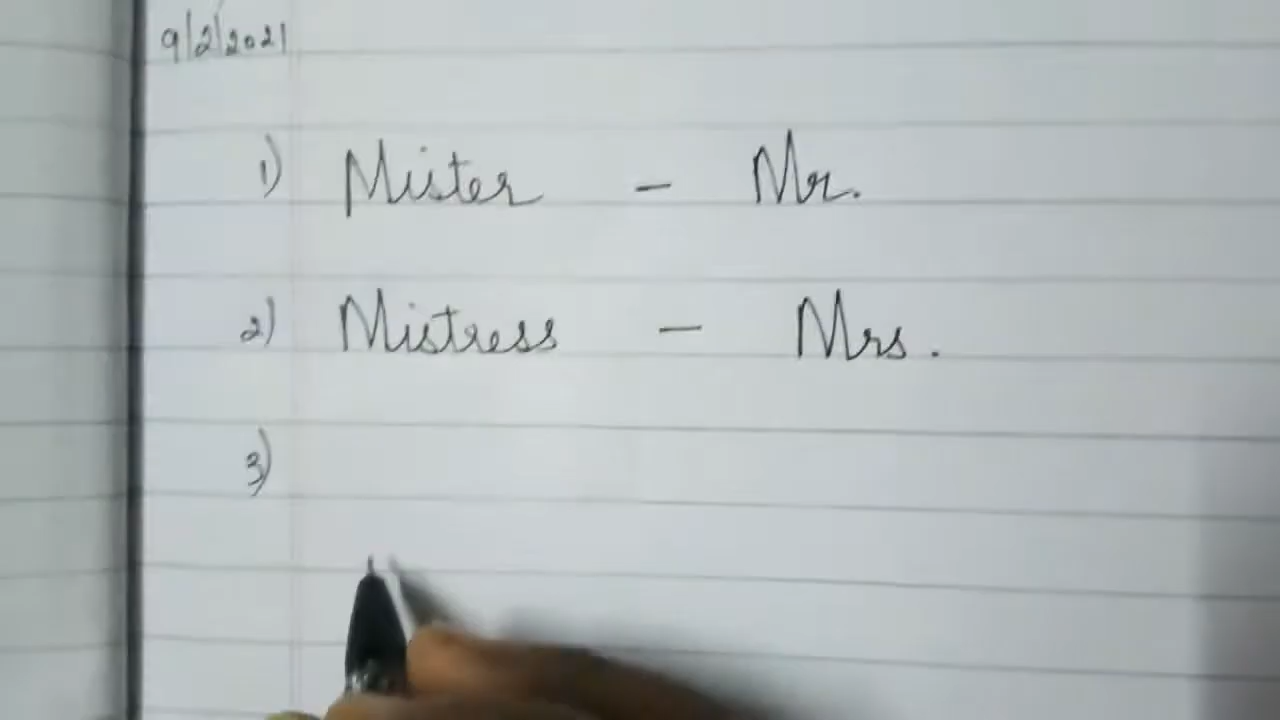 9/2/2021
1) Mister - Mr.
2) Mistress - Mrs.
3)